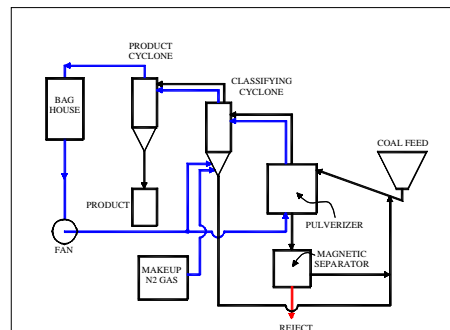 PRODUCT
CYCLONE
CLASSIFYING
CYCLONE
BAG
HOUSE
COAL FEED
PRODUCT
PULVERIZER
FAN
MAGNETIC
SEPARATOR
MAKEUP
N2 GAS
REJECT